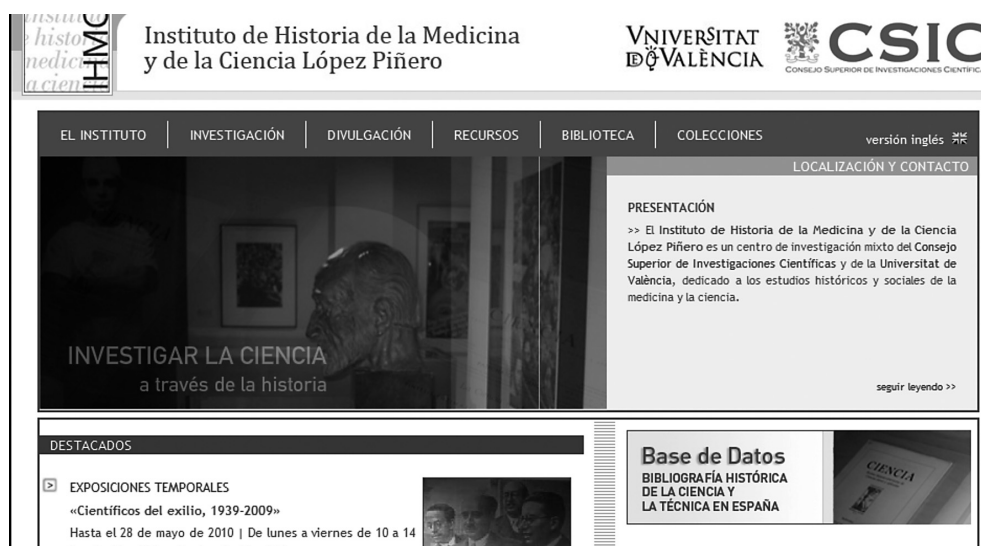 IHMC
Instituto de Historia de la Medicina
y de la Ciencia López Piñero
VNIVERSITAT
DE VALÈNCIA
CSIC
CONSEJO SUPERIOR DE INVESTIGACIONES
EL INSTITUTO
INVESTIGACIÓN
DIVULGACIÓN
RECURSOS
BIBLIOTECA
COLECCIONES
versión inglés
LOCALIZACIÓN Y CONTACTO
PRESENTACIÓN
>> El Instituto de Historia de la Medicina y de la Ciencia
López Piñero es un centro de investigación mixto del Consejo
Superior de Investigaciones Científicas y de la Universitat de
València, dedicado a los estudios históricos y sociales de la
medicina y la ciencia.
seguir leyendo >>
INVESTIGAR LA CIENCIA
a través de la historia
DESTACADOS
EXPOSICIONES TEMPORALES
«Científicos del exilio, 1939-2009»
Hasta el 28 de mayo de 2010 | De lunes a viernes de 10 a 14
Base de Datos
BIBLIOGRAFÍA HISTÓRICA
DE LA CIENCIA Y
LA TÉCNICA EN ESPAÑA
CIENCIA